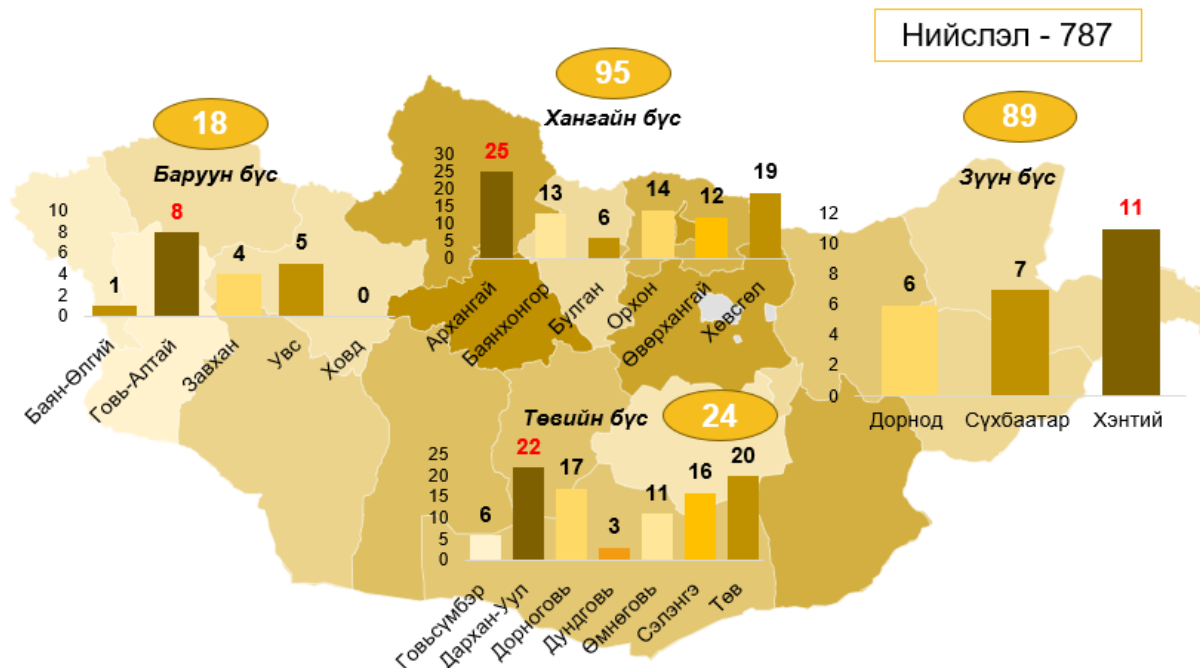 Нийслэл - 787
95
Хангайн бүс
30
25
20
15
10
5
0
25
13
6
14
12
19
Архангай
Баянхонгор
Булган
Орхон
Өвөрхангай
Хөвсгөл
18
Баруун бүс
10
8
6
4
2
0
1
8
4
5
0
Баян-Өлгий
Говь-Алтай
Завхан
Увс
Ховд
89
Зүүн бүс
12
10
8
6
4
2
0
6
7
11
Дорнод
Сүхбаатар
Хэнтий
Төвийн бүс
24
25
20
15
10
5
0
6
22
17
3
11
16
20
Говьсүмбэр
Дархан-Уул
Дорноговь
Дундговь
Өмнөговь
Сэлэнгэ
Төв